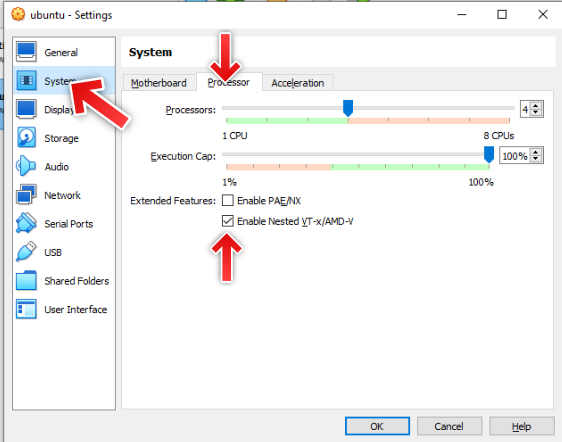 ubuntu - Settings
General
System
Display
Storage
Audio
Network
Serial Ports
USB
Shared Folders
User Interface
System
Motherboard Processor Acceleration
Processors: 4
1 CPU 8 CPUs
Execution Cap: 100%
1% 100%
Extended Features: Enable PAE/NX
Enable Nested VT-x/AMD-V
OK Cancel Help